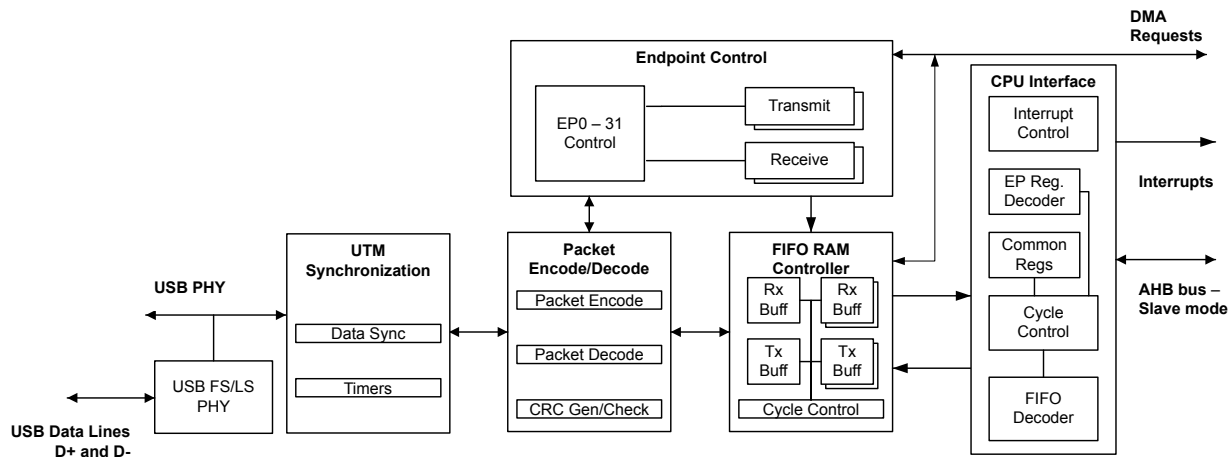 DMA
Requests
Endpoint Control
EP0 – 31
Control
Transmit
Receive
CPU Interface
Interrupt
Control
Interrupts
EP Reg.
Decoder
Common
Regs
AHB bus –
Slave mode
Cycle
Control
FIFO
Decoder
UTM
Synchronization
Data Sync
Timers
Packet
Encode/Decode
Packet Encode
Packet Decode
CRC Gen/Check
FIFO RAM
Controller
Rx
Buff
Rx
Buff
Tx
Buff
Tx
Buff
Cycle Control
USB PHY
USB FS/LS
PHY
USB Data Lines
D+ and D-